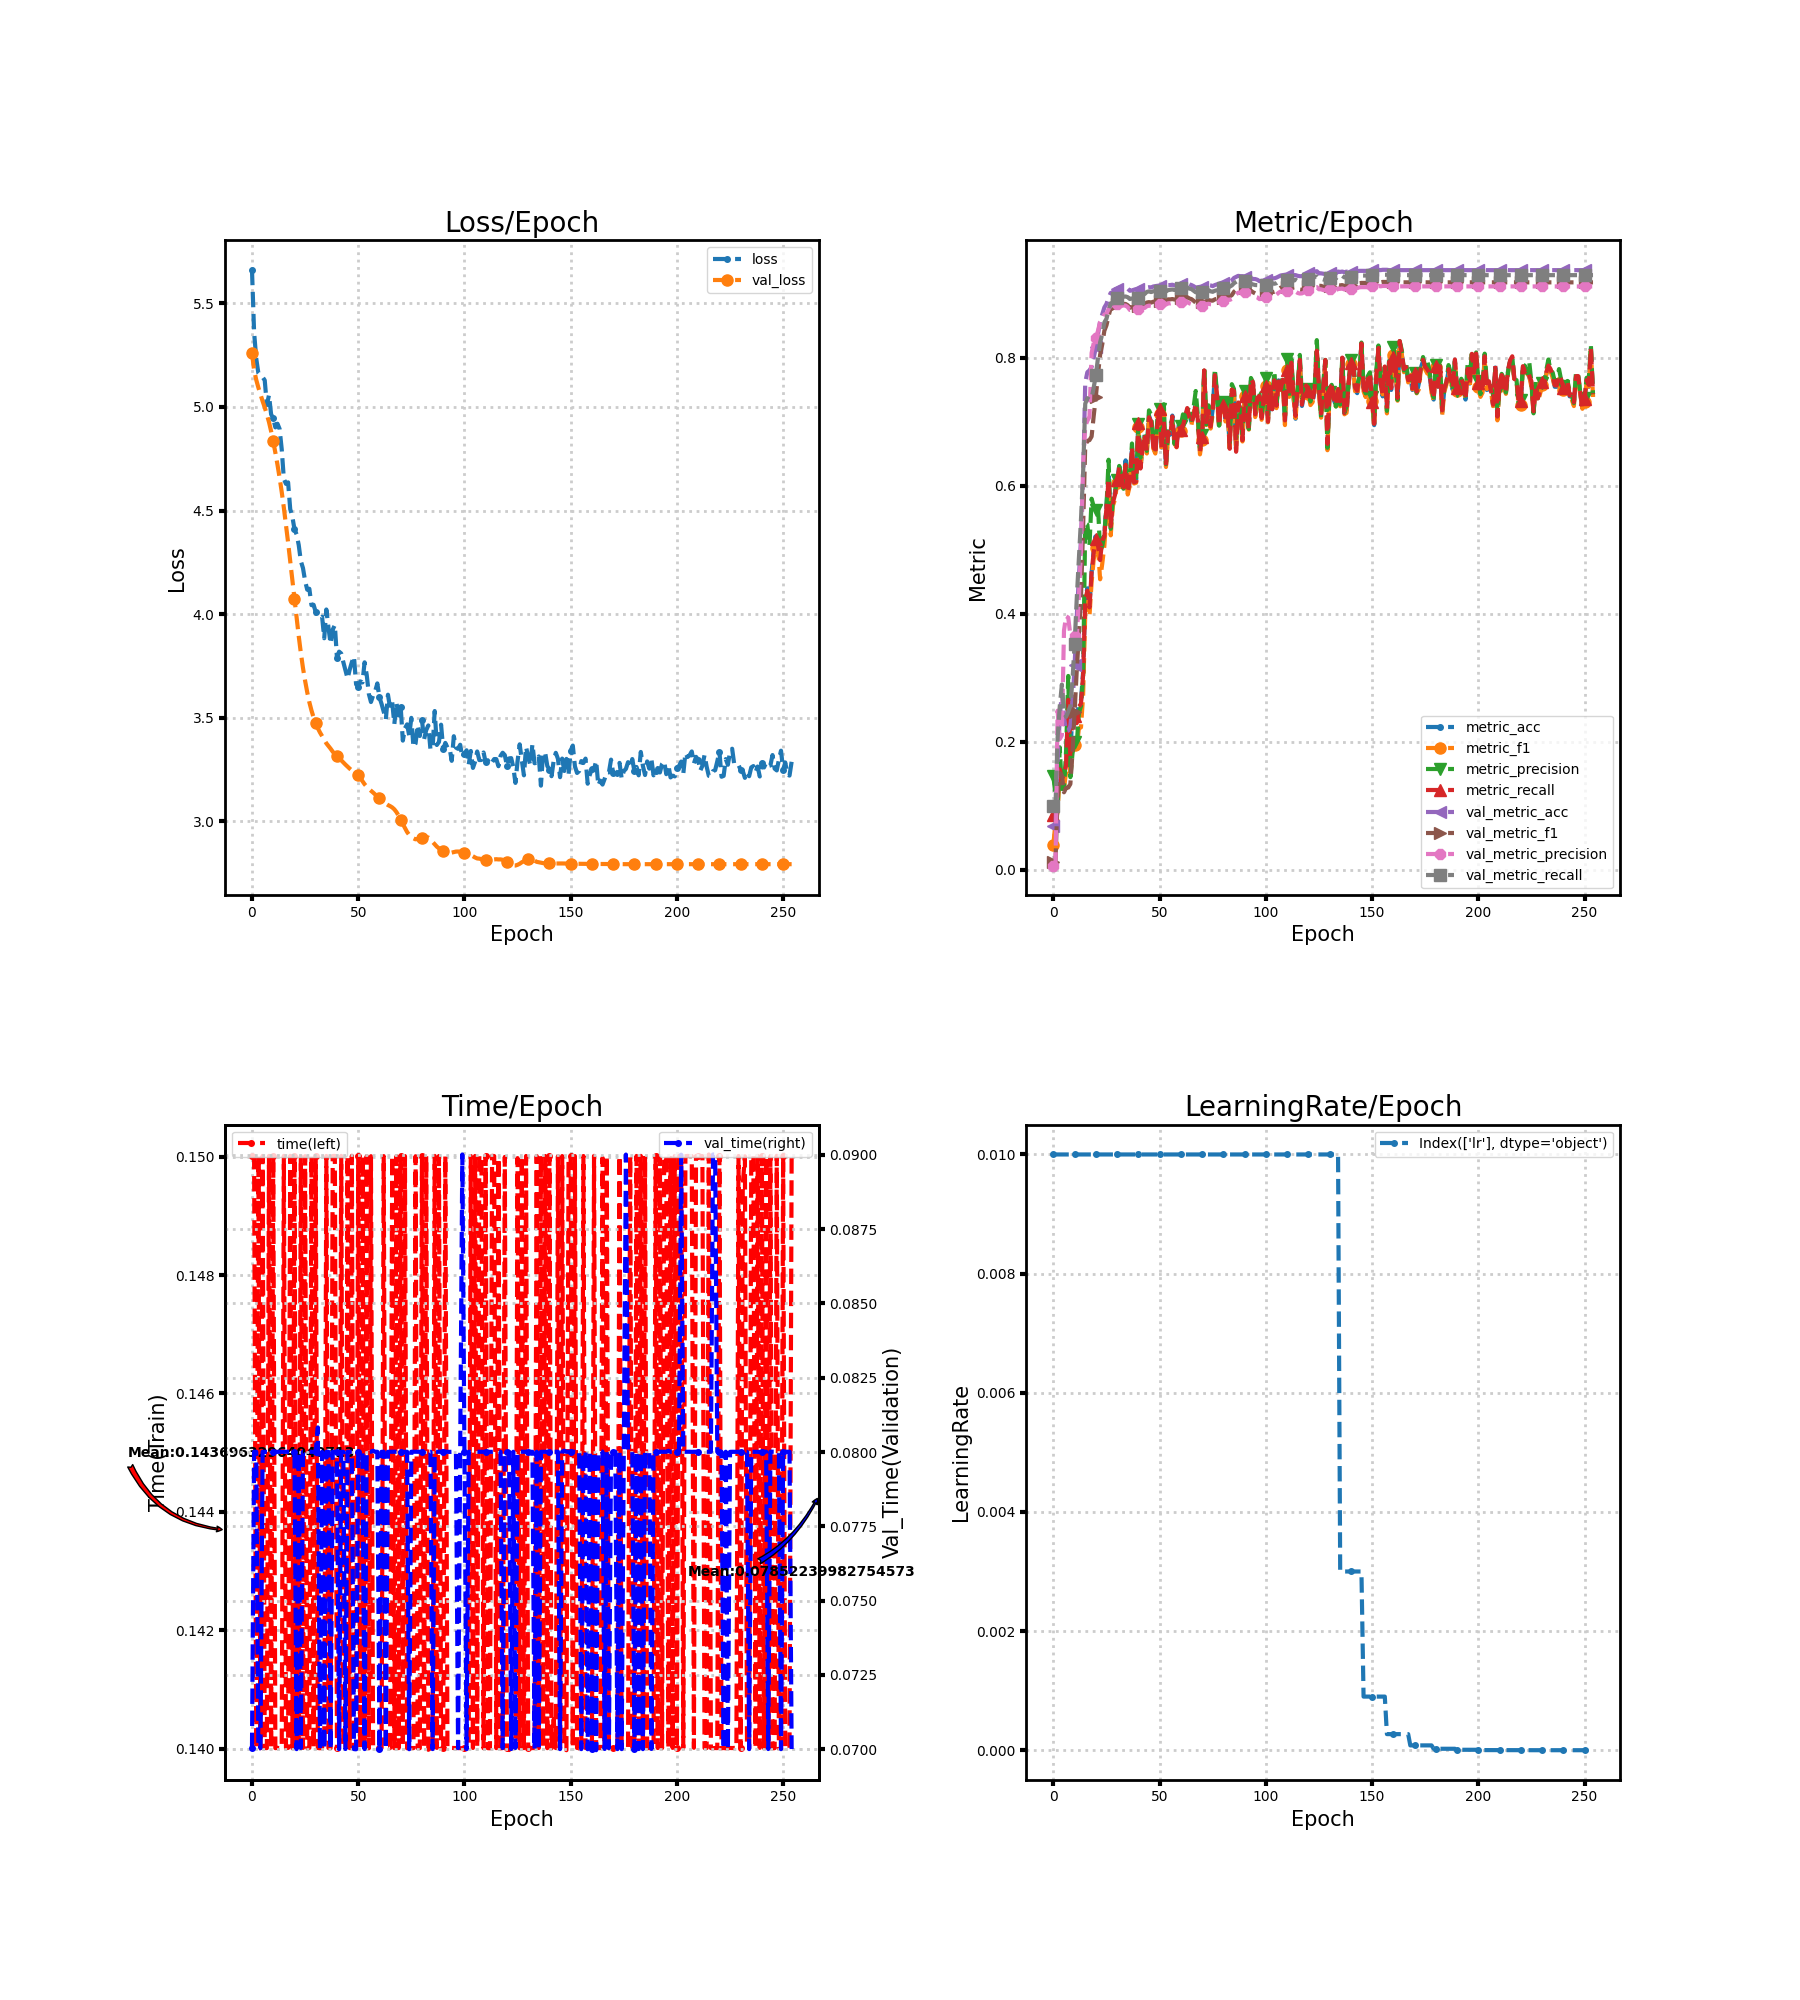 Loss/Epoch
5.5
5.0
4.5
4.0
3.5
3.0
Loss
0
50
100
150
200
250
Epoch
loss
val_loss
Metric/Epoch
0.8
0.6
0.4
0.2
0.0
Metric
0
50
100
150
200
250
Epoch
metric_acc
metric_f1
metric_precision
metric_recall
val_metric_acc
val_metric_f1
val_metric_precision
val_metric_recall
Time/Epoch
time(left)
val_time(right)
0.150
0.148
0.146
0.144
0.142
0.140
Time(Train)
0.0900
0.0875
0.0850
0.0825
0.0800
0.0775
0.0750
0.0725
0.0700
Val_Time(Validation)
Mean:0.07852239982754573
0
50
100
150
200
250
Epoch
LearningRate/Epoch
Index(['lr'], dtype='object')
0.010
0.008
0.006
0.004
0.002
0.000
LearningRate
0
50
100
150
200
250
Epoch